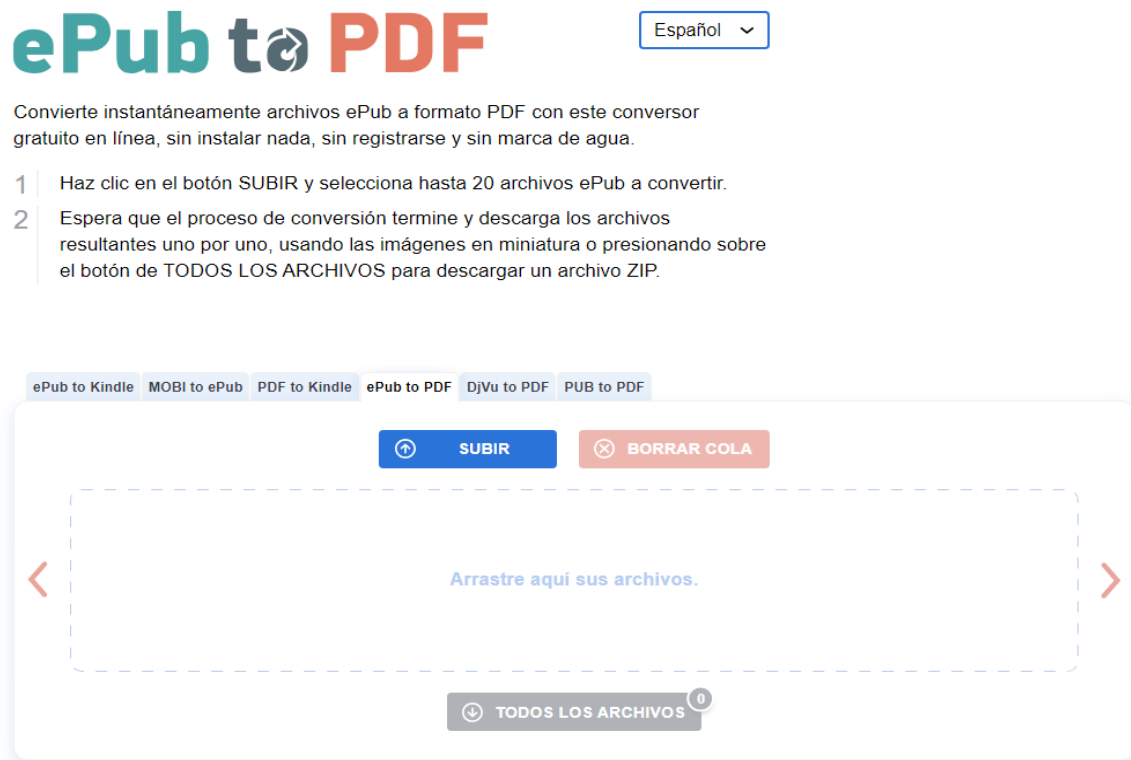 ePub to PDF
Español
Convierte instantáneamente archivos ePub a formato PDF con este conversor
gratuito en línea, sin instalar nada, sin registrarse y sin marca de agua.
1 Haz clic en el botón SUBIR y selecciona hasta 20 archivos ePub a convertir.
2 Espera que el proceso de conversión termine y descarga los archivos
resultantes uno por uno, usando las imágenes en miniatura o presionando sobre
el botón de TODOS LOS ARCHIVOS para descargar un archivo ZIP.
ePub to Kindle MOBI to ePub PDF to Kindle ePub to PDF DjVu to PDF PUB to PDF
SUBIR BORRAR COLA
Arrastre aquí sus archivos.
TODOS LOS ARCHIVOS 0